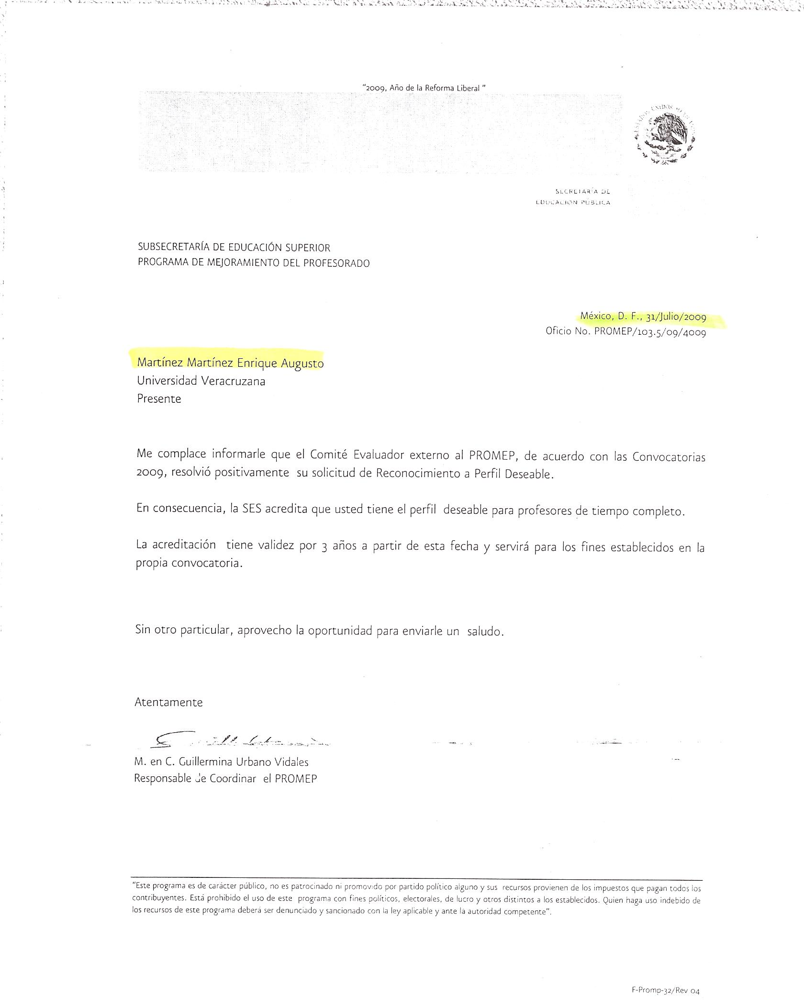 "2009, Año de la Reforma Liberal "
SECRETARÍA DE
EDUCACIÓN PÚBLICA
SUBSECRETARÍA DE EDUCACIÓN SUPERIOR
PROGRAMA DE MEJORAMIENTO DEL PROFESORADO
México, D. F., 31/Julio/2009
Oficio No. PROMEP/103.5/09/4009
Martínez Martínez Enrique Augusto
Universidad Veracruzana
Presente
Me complace informarle que el Comité Evaluador externo al PROMEP, de acuerdo con las Convocatorias
2009, resolvió positivamente su solicitud de Reconocimiento a Perfil Deseable.
En consecuencia, la SES acredita que usted tiene el perfil deseable para profesores de tiempo completo.
La acreditación tiene validez por 3 años a partir de esta fecha y servirá para los fines establecidos en la
propia convocatoria.
Sin otro particular, aprovecho la oportunidad para enviarle un saludo.
Atentamente
M. en C. Guillermina Urbano Vidales
Responsable de Coordinar el PROMEP
"Este programa es de carácter público, no es patrocinado ni promovido por partido político alguno y sus recursos provienen de los impuestos que pagan todos los
contribuyentes. Está prohibido el uso de este programa con fines políticos, electorales, de lucro y otros distintos a los establecidos. Quien haga uso indebido de
los recursos de este programa deberá ser denunciado y sancionado con la ley aplicable y ante la autoridad competente".
F-Promp-32/Rev 04